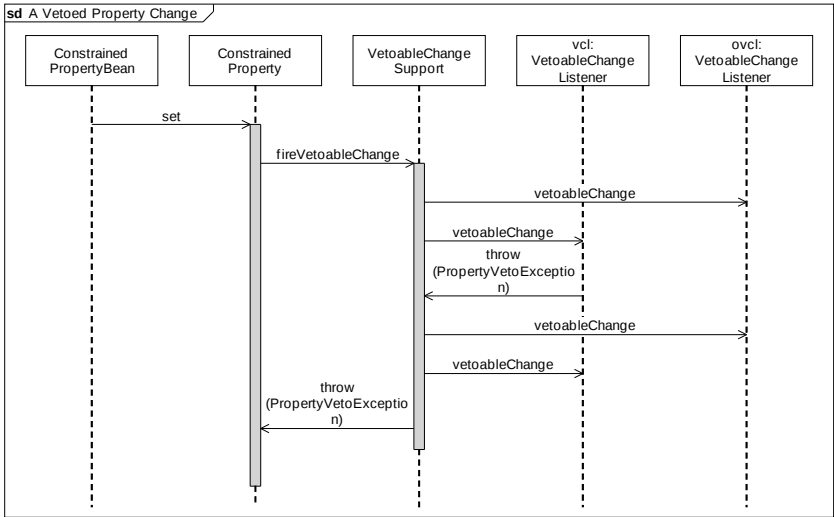 sd A Vetoed Property Change
Constrained
PropertyBean
Constrained
Property
VetoableChange
Support
vcl:
VetoableChange
Listener
ovcl:
VetoableChange
Listener
set
fireVetoableChange
vetoableChange
vetoableChange
throw
(PropertyVetoExceptio
n)
vetoableChange
vetoableChange
throw
(PropertyVetoExceptio
n)